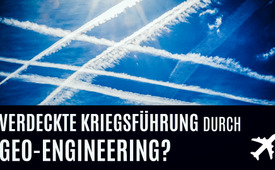 VERDECKTE KRIEGSFÜHRUNG DURCH
GEO-ENGINEERING?